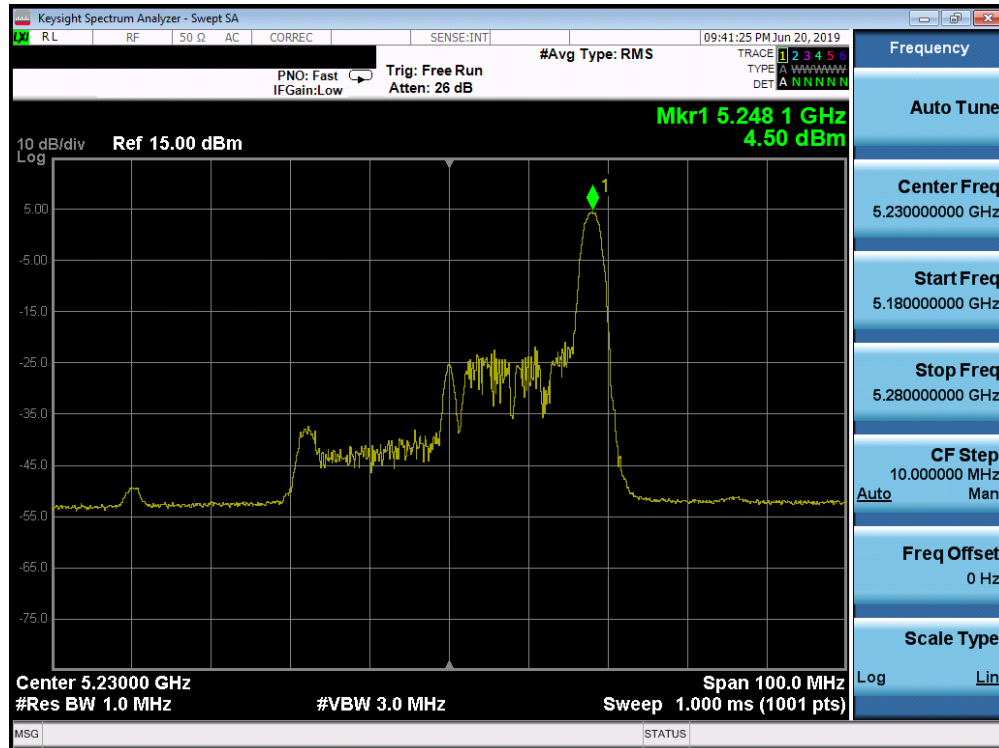 Keysight Spectrum Analyzer - Swept SA
LXI RL RF 50 Ω AC CORREC SENSE:INT 09:41:25 PM Jun 20, 2019
#Avg Type: RMS TRACE 1 2 3 4 5 6
PNO: Fast Trig: Free Run TYPE A WWWWW
IFGain:Low Atten: 26 dB DET A N N N N N
Mkr1 5.248 1 GHz
4.50 dBm
10 dB/div Ref 15.00 dBm
Log
1
5.00
-5.00
-15.0
-25.0
-35.0
-45.0
-55.0
-65.0
-75.0
Center 5.23000 GHz Span 100.0 MHz
#Res BW 1.0 MHz #VBW 3.0 MHz Sweep 1.000 ms (1001 pts)
MSG STATUS
Frequency
Auto Tune
Center Freq
5.230000000 GHz
Start Freq
5.180000000 GHz
Stop Freq
5.280000000 GHz
CF Step
10.000000 MHz
Auto Man
Freq Offset
0 Hz
Scale Type
Log Lin